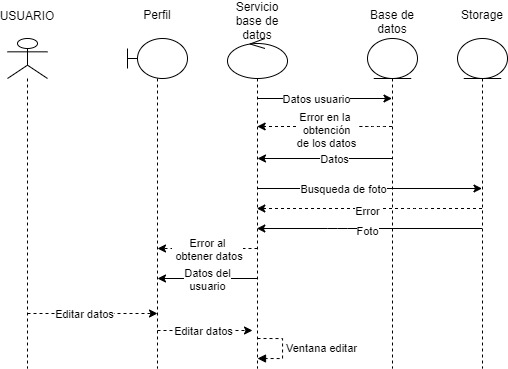 USUARIO
Perfil
Servicio
base de
datos
Base de
datos
Storage
Datos usuario
Error en la
obtención
de los datos
Datos
Busqueda de foto
Error
Foto
Error al
obtener datos
Datos del
usuario
Editar datos
Editar datos
Ventana editar